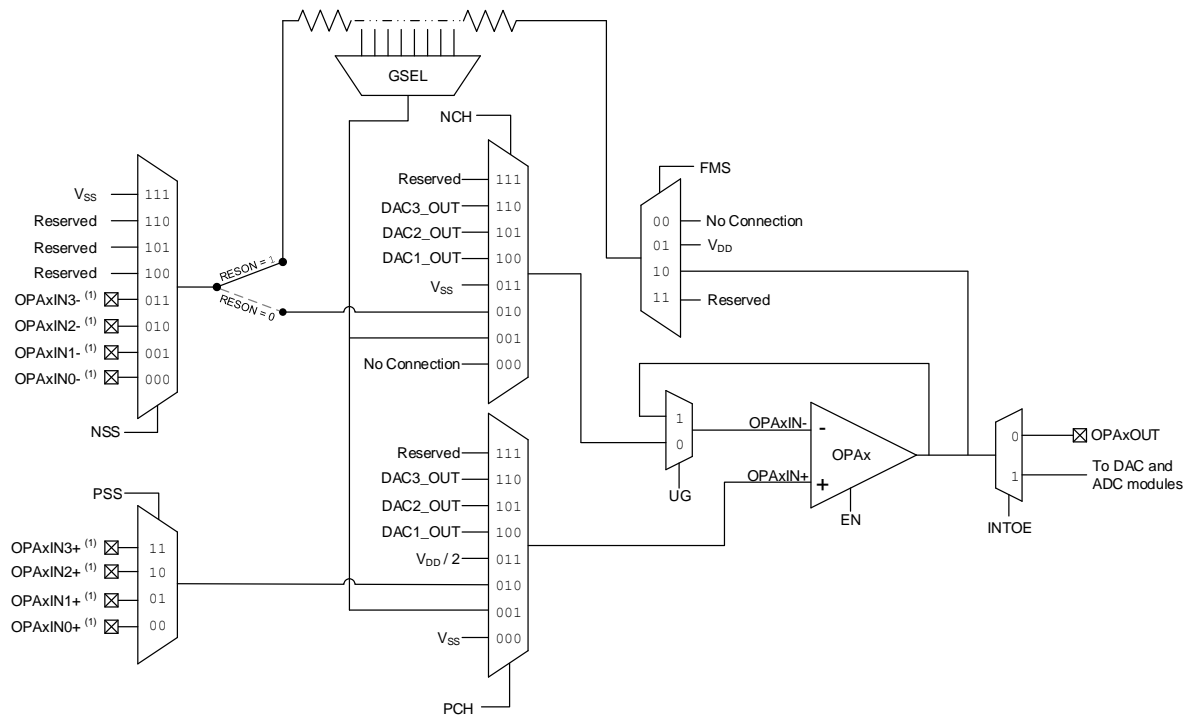 GSEL
NCH
Reserved 111
DAC3_OUT 110
DAC2_OUT 101
DAC1_OUT 100
VSS 011
010
001
No Connection 000
FMS
00 No Connection
01 VDD
10
11 Reserved
VSS 111
Reserved 110
Reserved 101
Reserved 100
OPAxIN3- (1) 011
OPAxIN2- (1) 010
OPAxIN1- (1) 001
OPAxIN0- (1) 000
NSS
RESON = 1
RESON = 0
PSS
OPAxIN3+ (1) 11
OPAxIN2+ (1) 10
OPAxIN1+ (1) 01
OPAxIN0+ (1) 00
Reserved 111
DAC3_OUT 110
DAC2_OUT 101
DAC1_OUT 100
VDD / 2 011
010
001
VSS 000
PCH
1
0
UG
OPAxIN-
OPAxIN+
-
+
OPAx
EN
0 OPAxOUT
1 To DAC and
ADC modules
INTOE